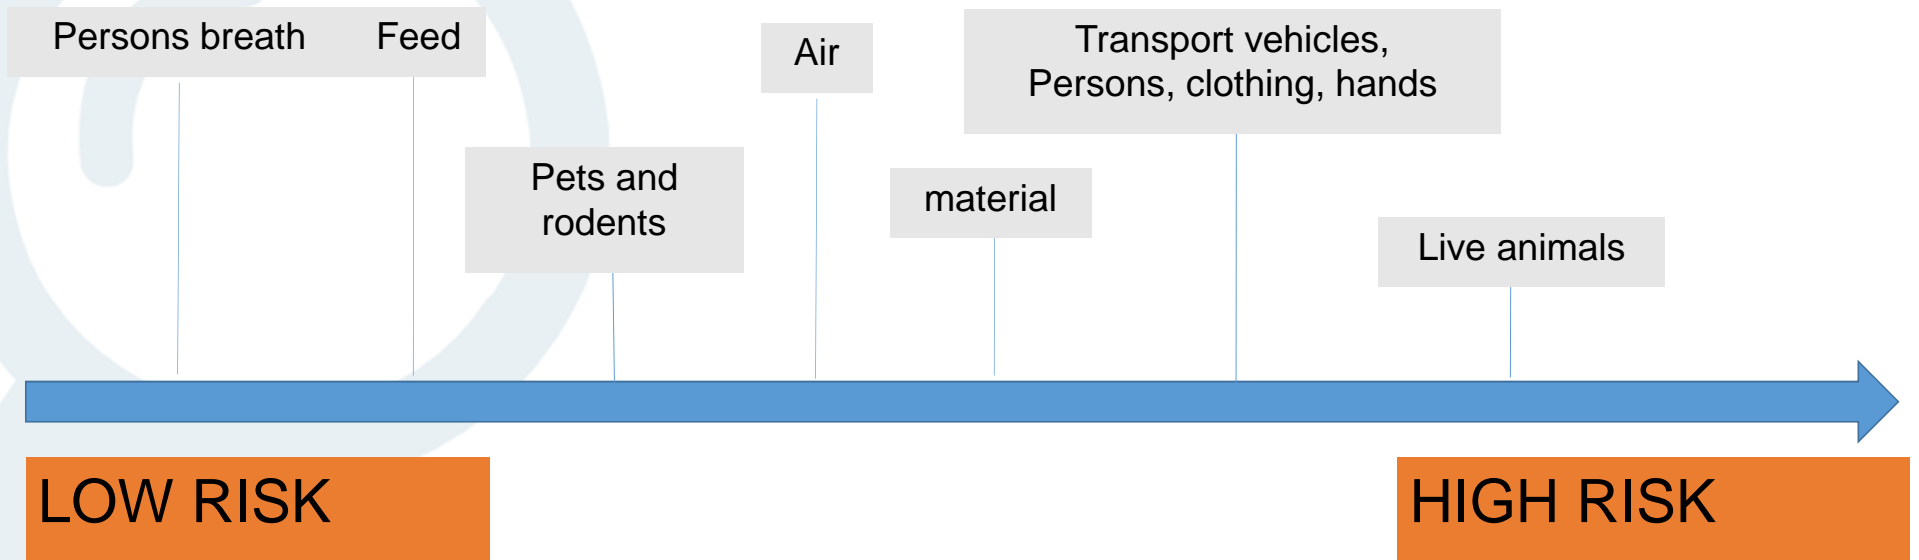 Persons breath
Feed
Air
Transport vehicles,
Persons, clothing, hands
Pets and
rodents
material
Live animals
LOW RISK
HIGH RISK